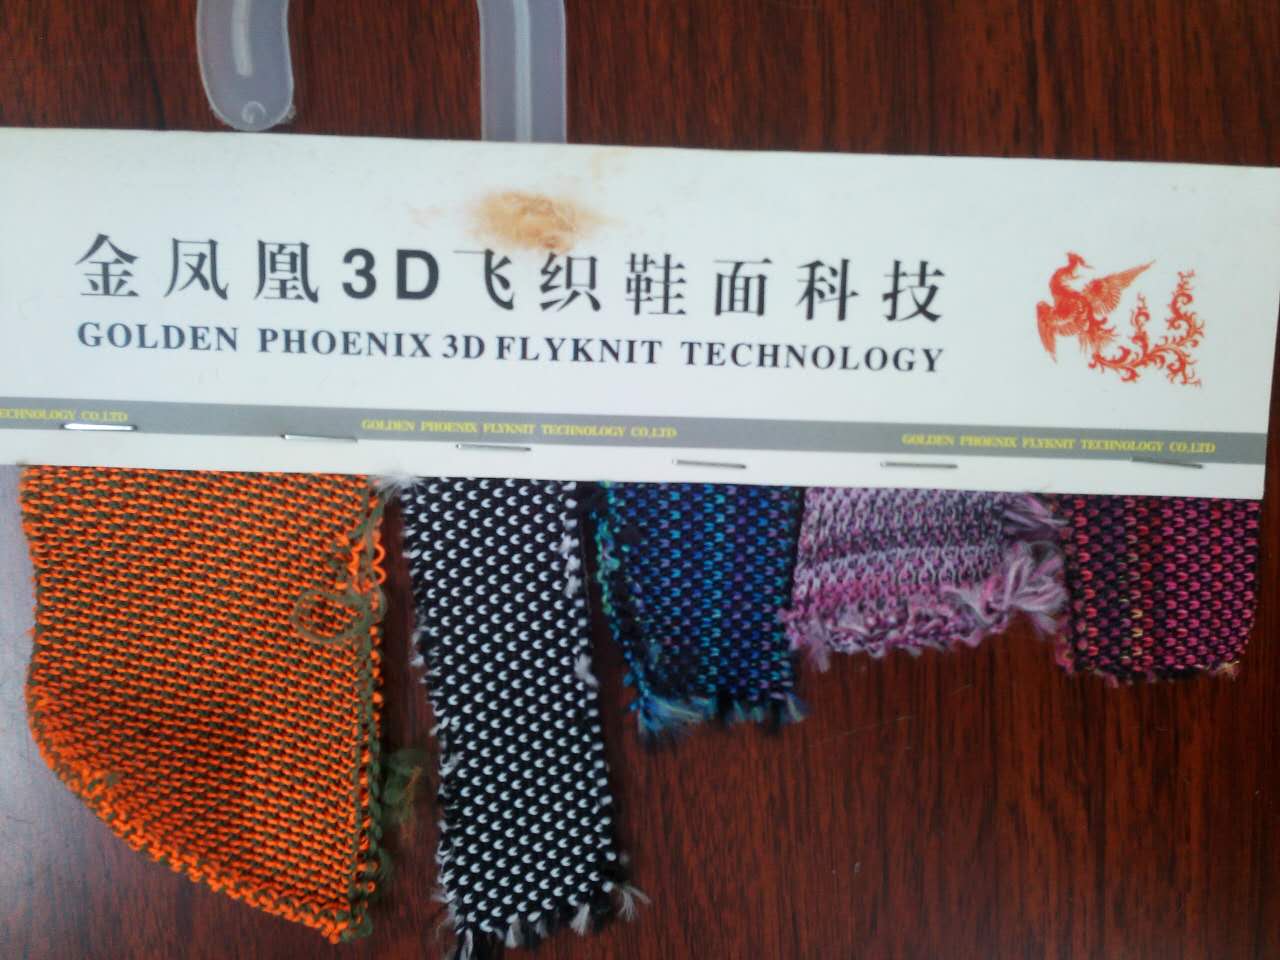 金凤凰3D飞织鞋面科技
GOLDEN PHOENIX 3D FLYKNIT TECHNOLOGY
ECHNOLOGY CO,LTD
GOLDEN PHOENIX FLYKNIT TECHNOLOGY CO,LTD
GOLDEN PHOENIX FLYKNIT TECHNOLOGY CO,LTD